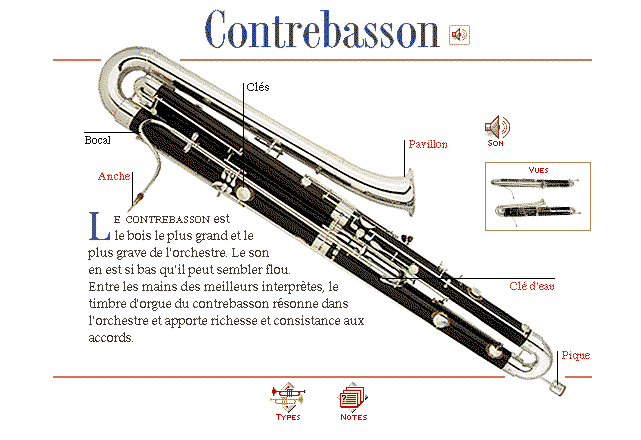 Contrebasson
Clés
Bocal
Pavillon
Son
Vues
Anche
Le contrebasson est
le bois le plus grand et le
plus grave de l'orchestre. Le son
en est si bas qu'il peut sembler flou.
Entre les mains des meilleurs interprètes, le
timbre d'orgue du contrebasson résonne dans
l'orchestre et apporte richesse et consistance aux
accords.
Clé d'eau
Pique
Types
Notes